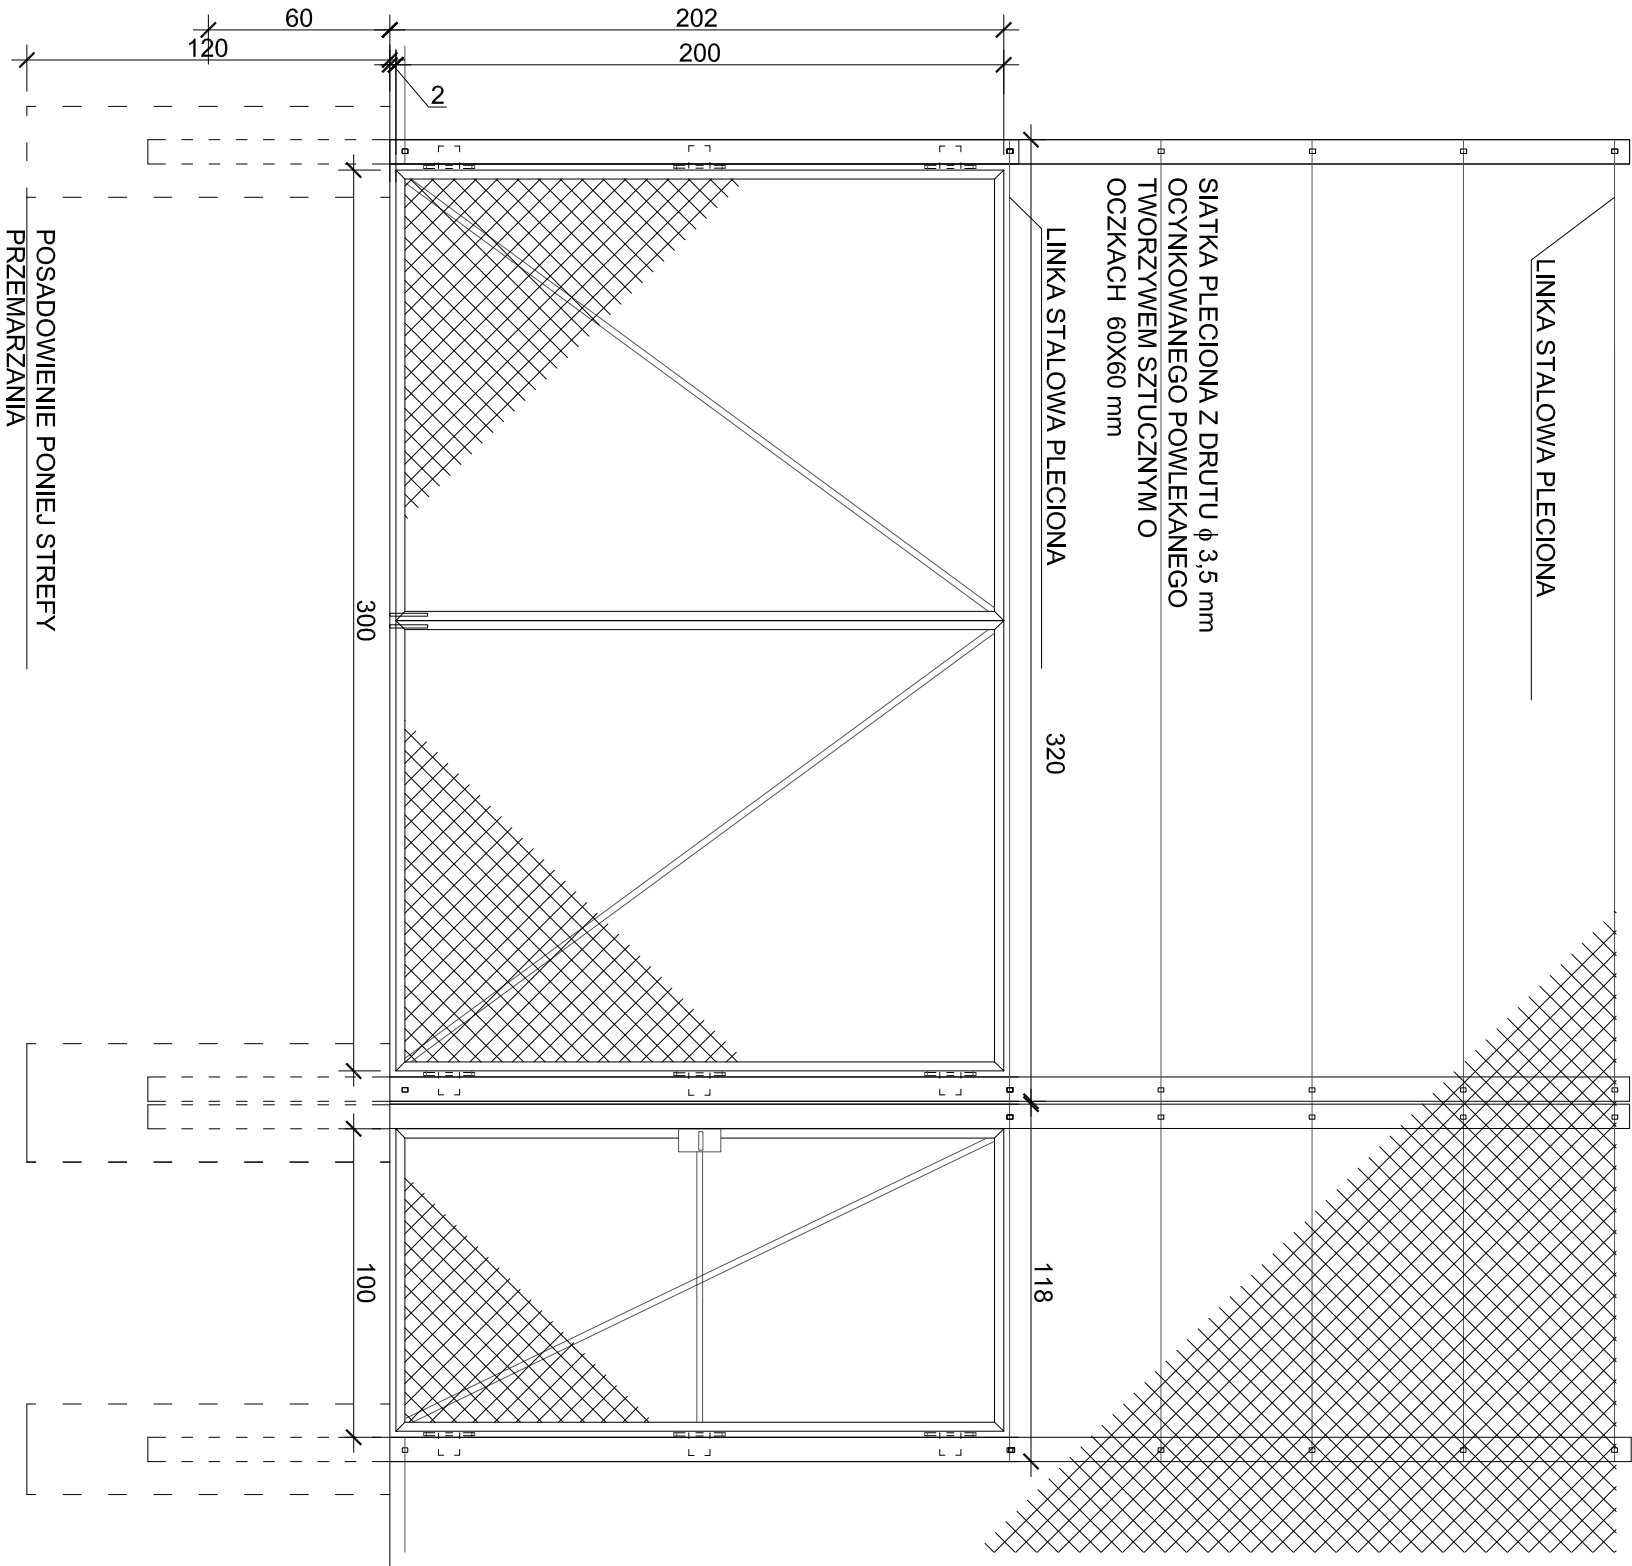 LINKA STALOWA PLECIONA
SIATKA PLECIONA Z DRUTU ϕ 3,5 mm
OCYNKOWANEGO POWLEKANEGO
TWORZYWEM SZTUCZNYM O
OCZKACH 60X60 mm
LINKA STALOWA PLECIONA
320
118
202
200
2
60
120
300
100
POSADOWIENIE PONIEJ STREFY
PRZEMARZANIA